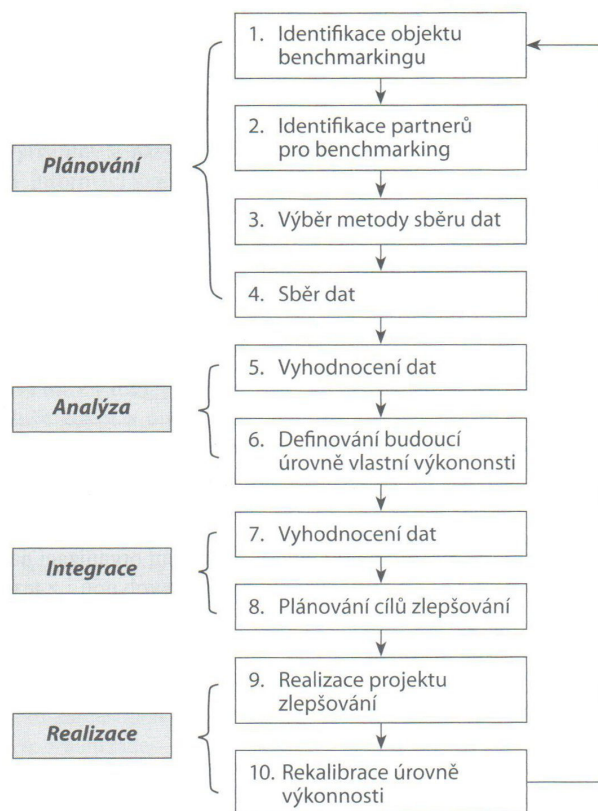 1. Identifikace objektu
benchmarkingu
2. Identifikace partnerů
pro benchmarking
Plánování
3. Výběr metody sběru dat
4. Sběr dat
5. Vyhodnocení dat
Analýza
6. Definování budoucí
úrovně vlastní výkononsti
7. Vyhodnocení dat
Integrace
8. Plánování cílů zlepšování
9. Realizace projektu
zlepšování
Realizace
10. Rekalibrace úrovně
výkonnosti